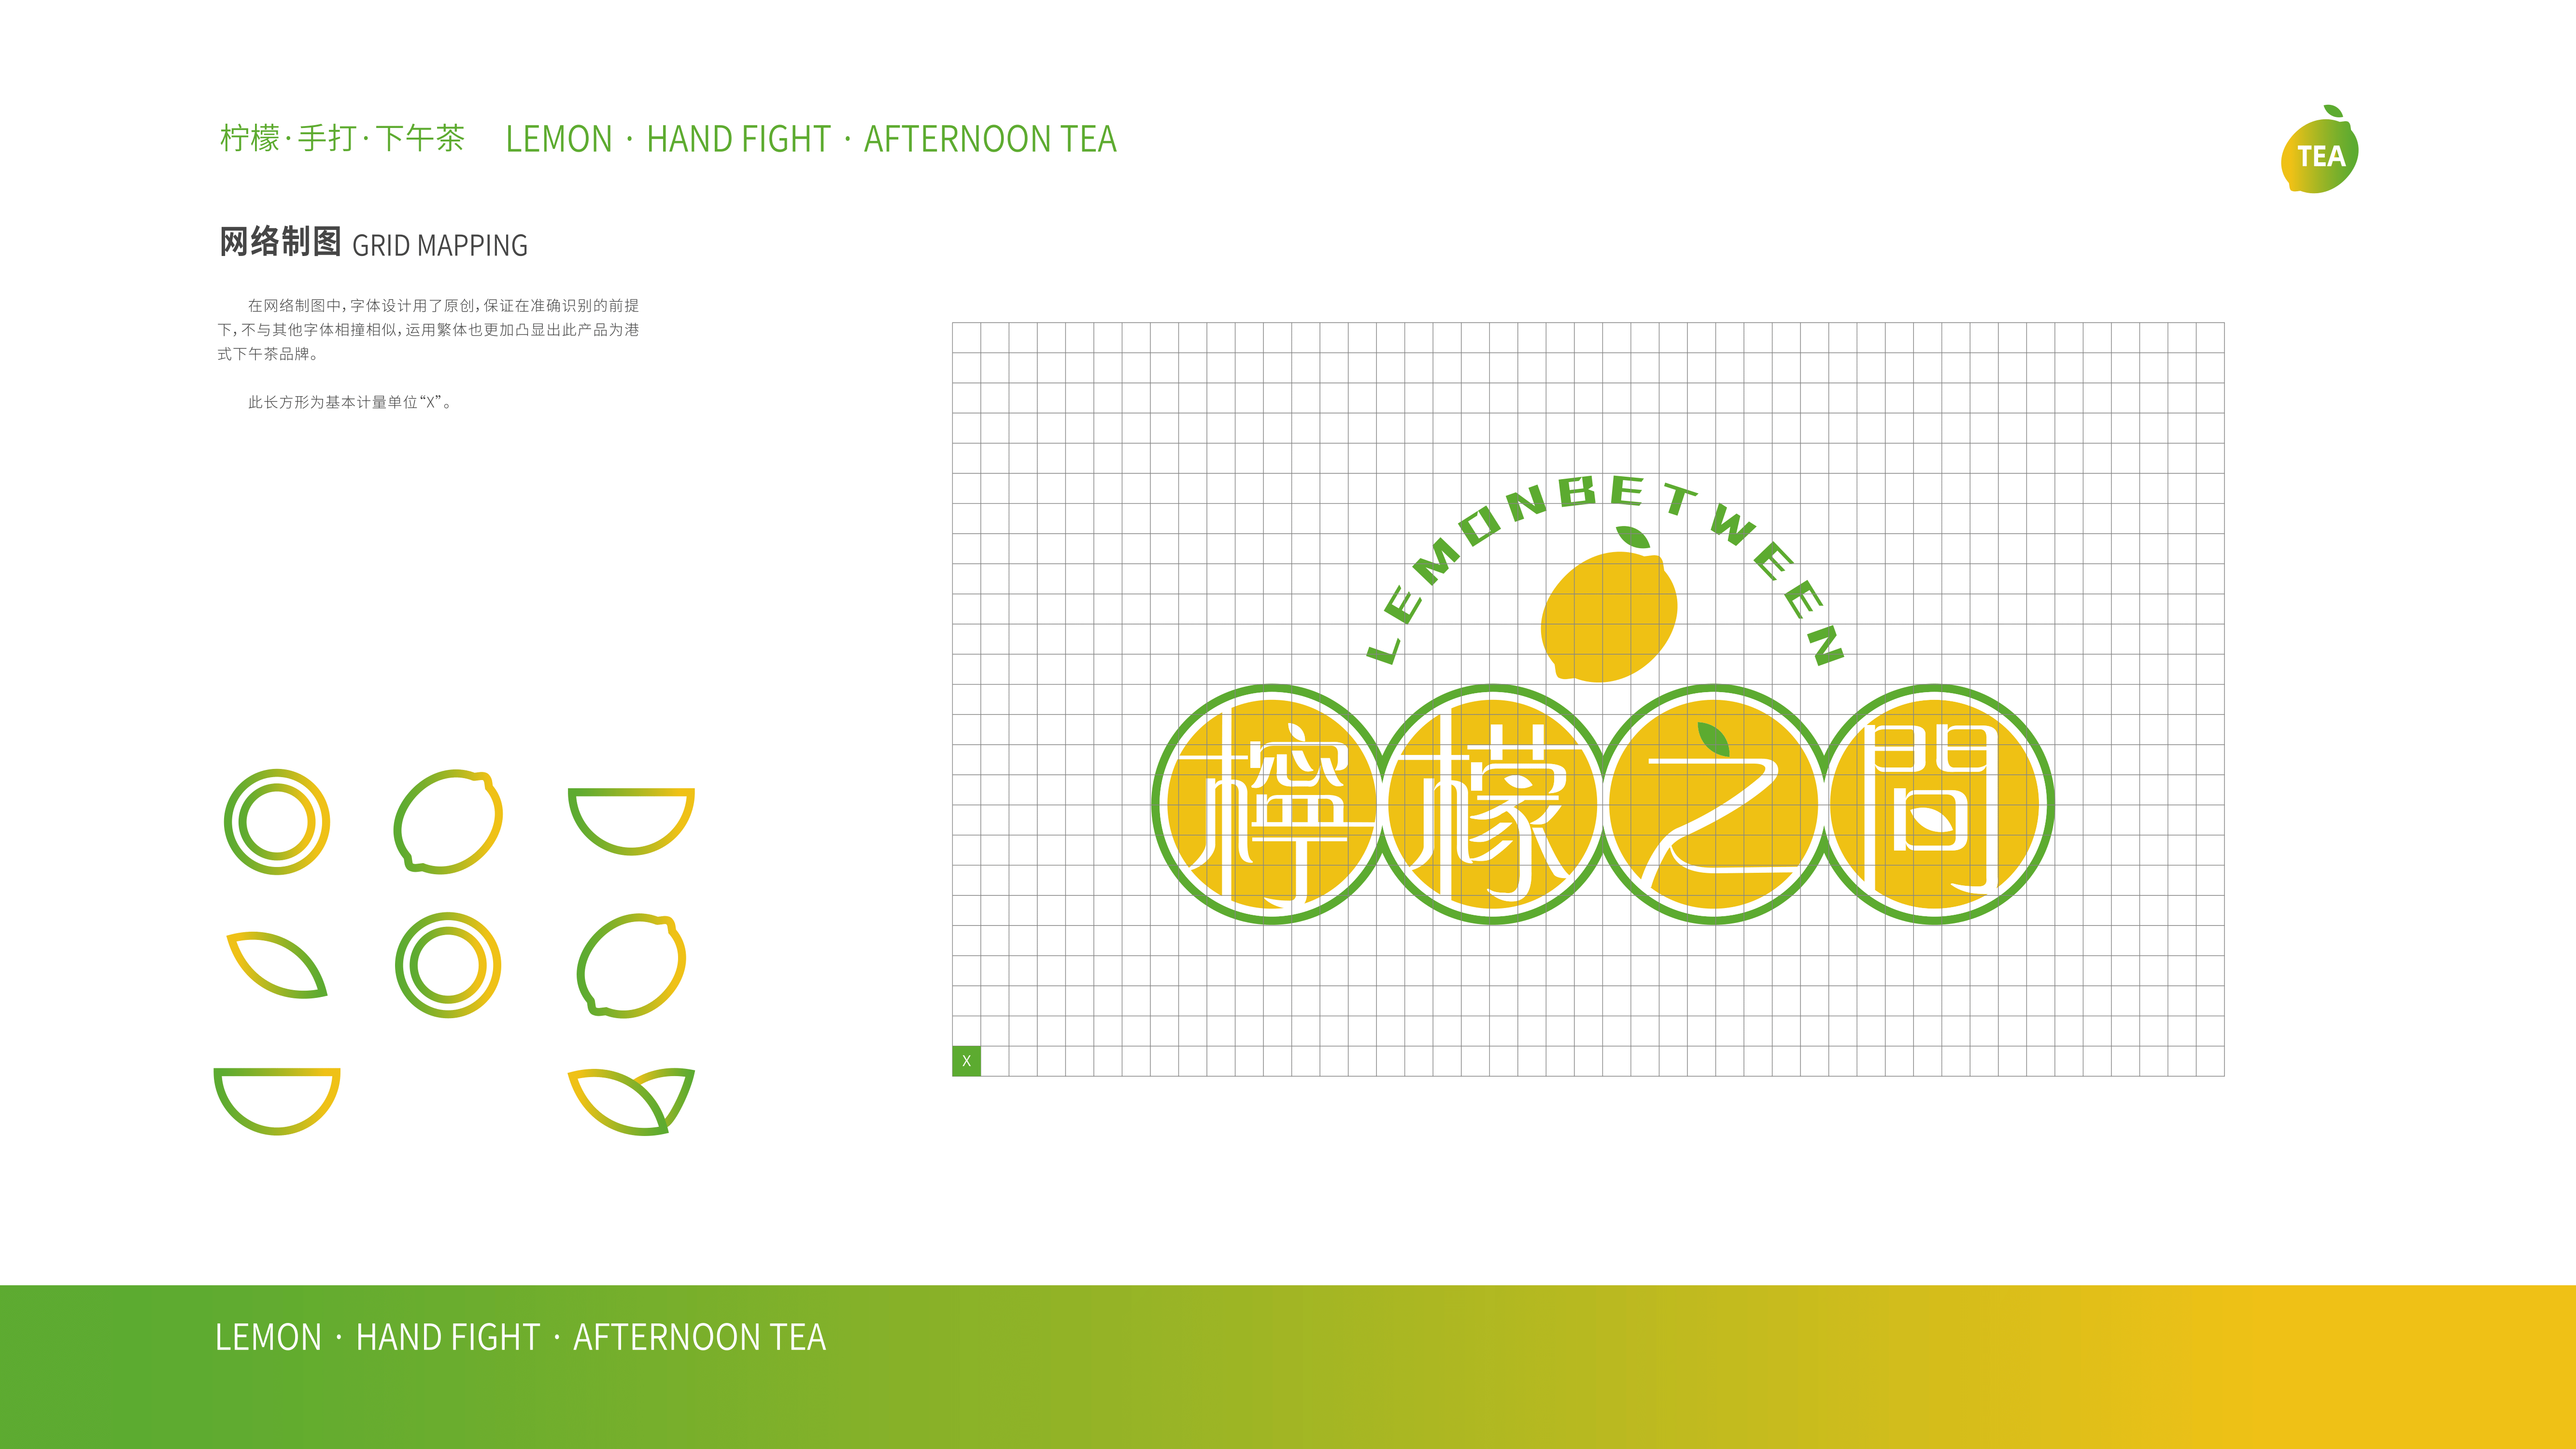 柠檬·手打·下午茶 LEMON · HAND FIGHT · AFTERNOON TEA
TEA
网络制图 GRID MAPPING
在网络制图中，字体设计用了原创，保证在准确识别的前提
下，不与其他字体相撞相似，运用繁体也更加凸显出此产品为港
式下午茶品牌。
此长方形为基本计量单位“X”。
LEMONBETWEEN
檸檬之間
X
LEMON · HAND FIGHT · AFTERNOON TEA